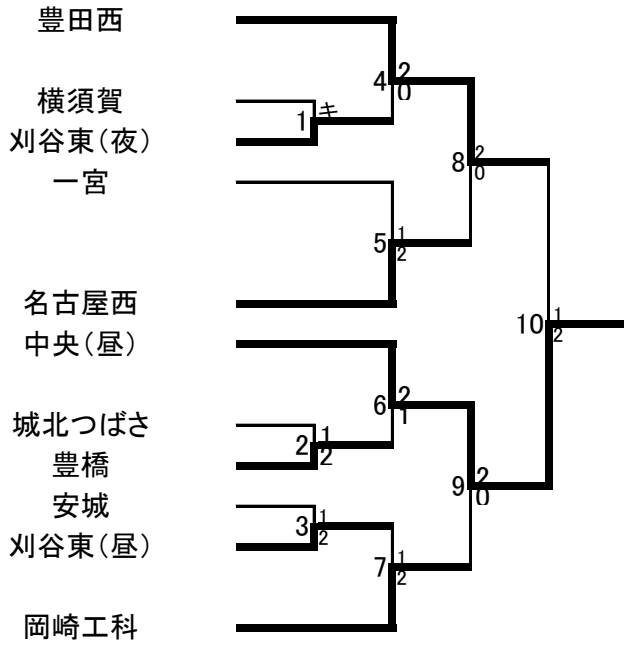 豊田西
4 2
0
横須賀
1 キ
刈谷東(夜)
8 2
0
一宮
5 1
2
名古屋西
10 1
2
中央(昼)
6 2
1
城北つばさ
2 1
2
豊橋
9 2
0
安城
3 1
2
刈谷東(昼)
7 1
2
岡崎工科